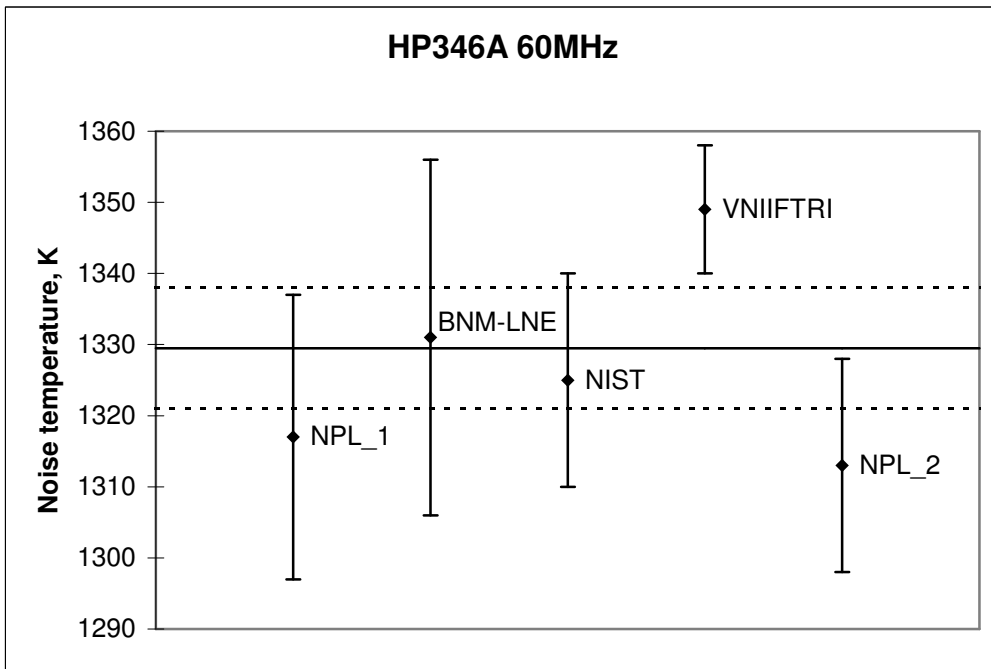 HP346A 60MHz
Noise temperature, K
1360
1350
1340
1330
1320
1310
1300
1290
VNIIFTRI
BNM-LNE
NIST
NPL_1
NPL_2